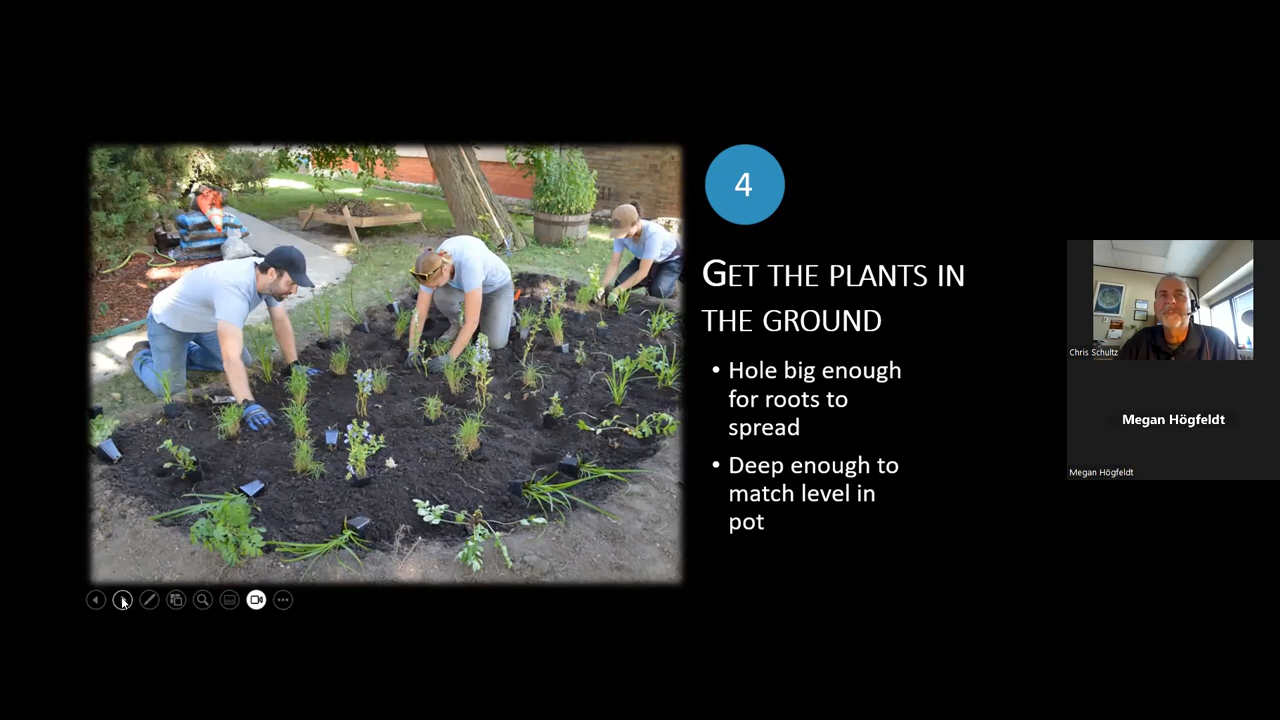 4
GET THE PLANTS IN
THE GROUND
• Hole big enough
for roots to
spread
• Deep enough to
match level in
pot
Chris Schultz
Megan Högfeldt
Megan Högfeldt